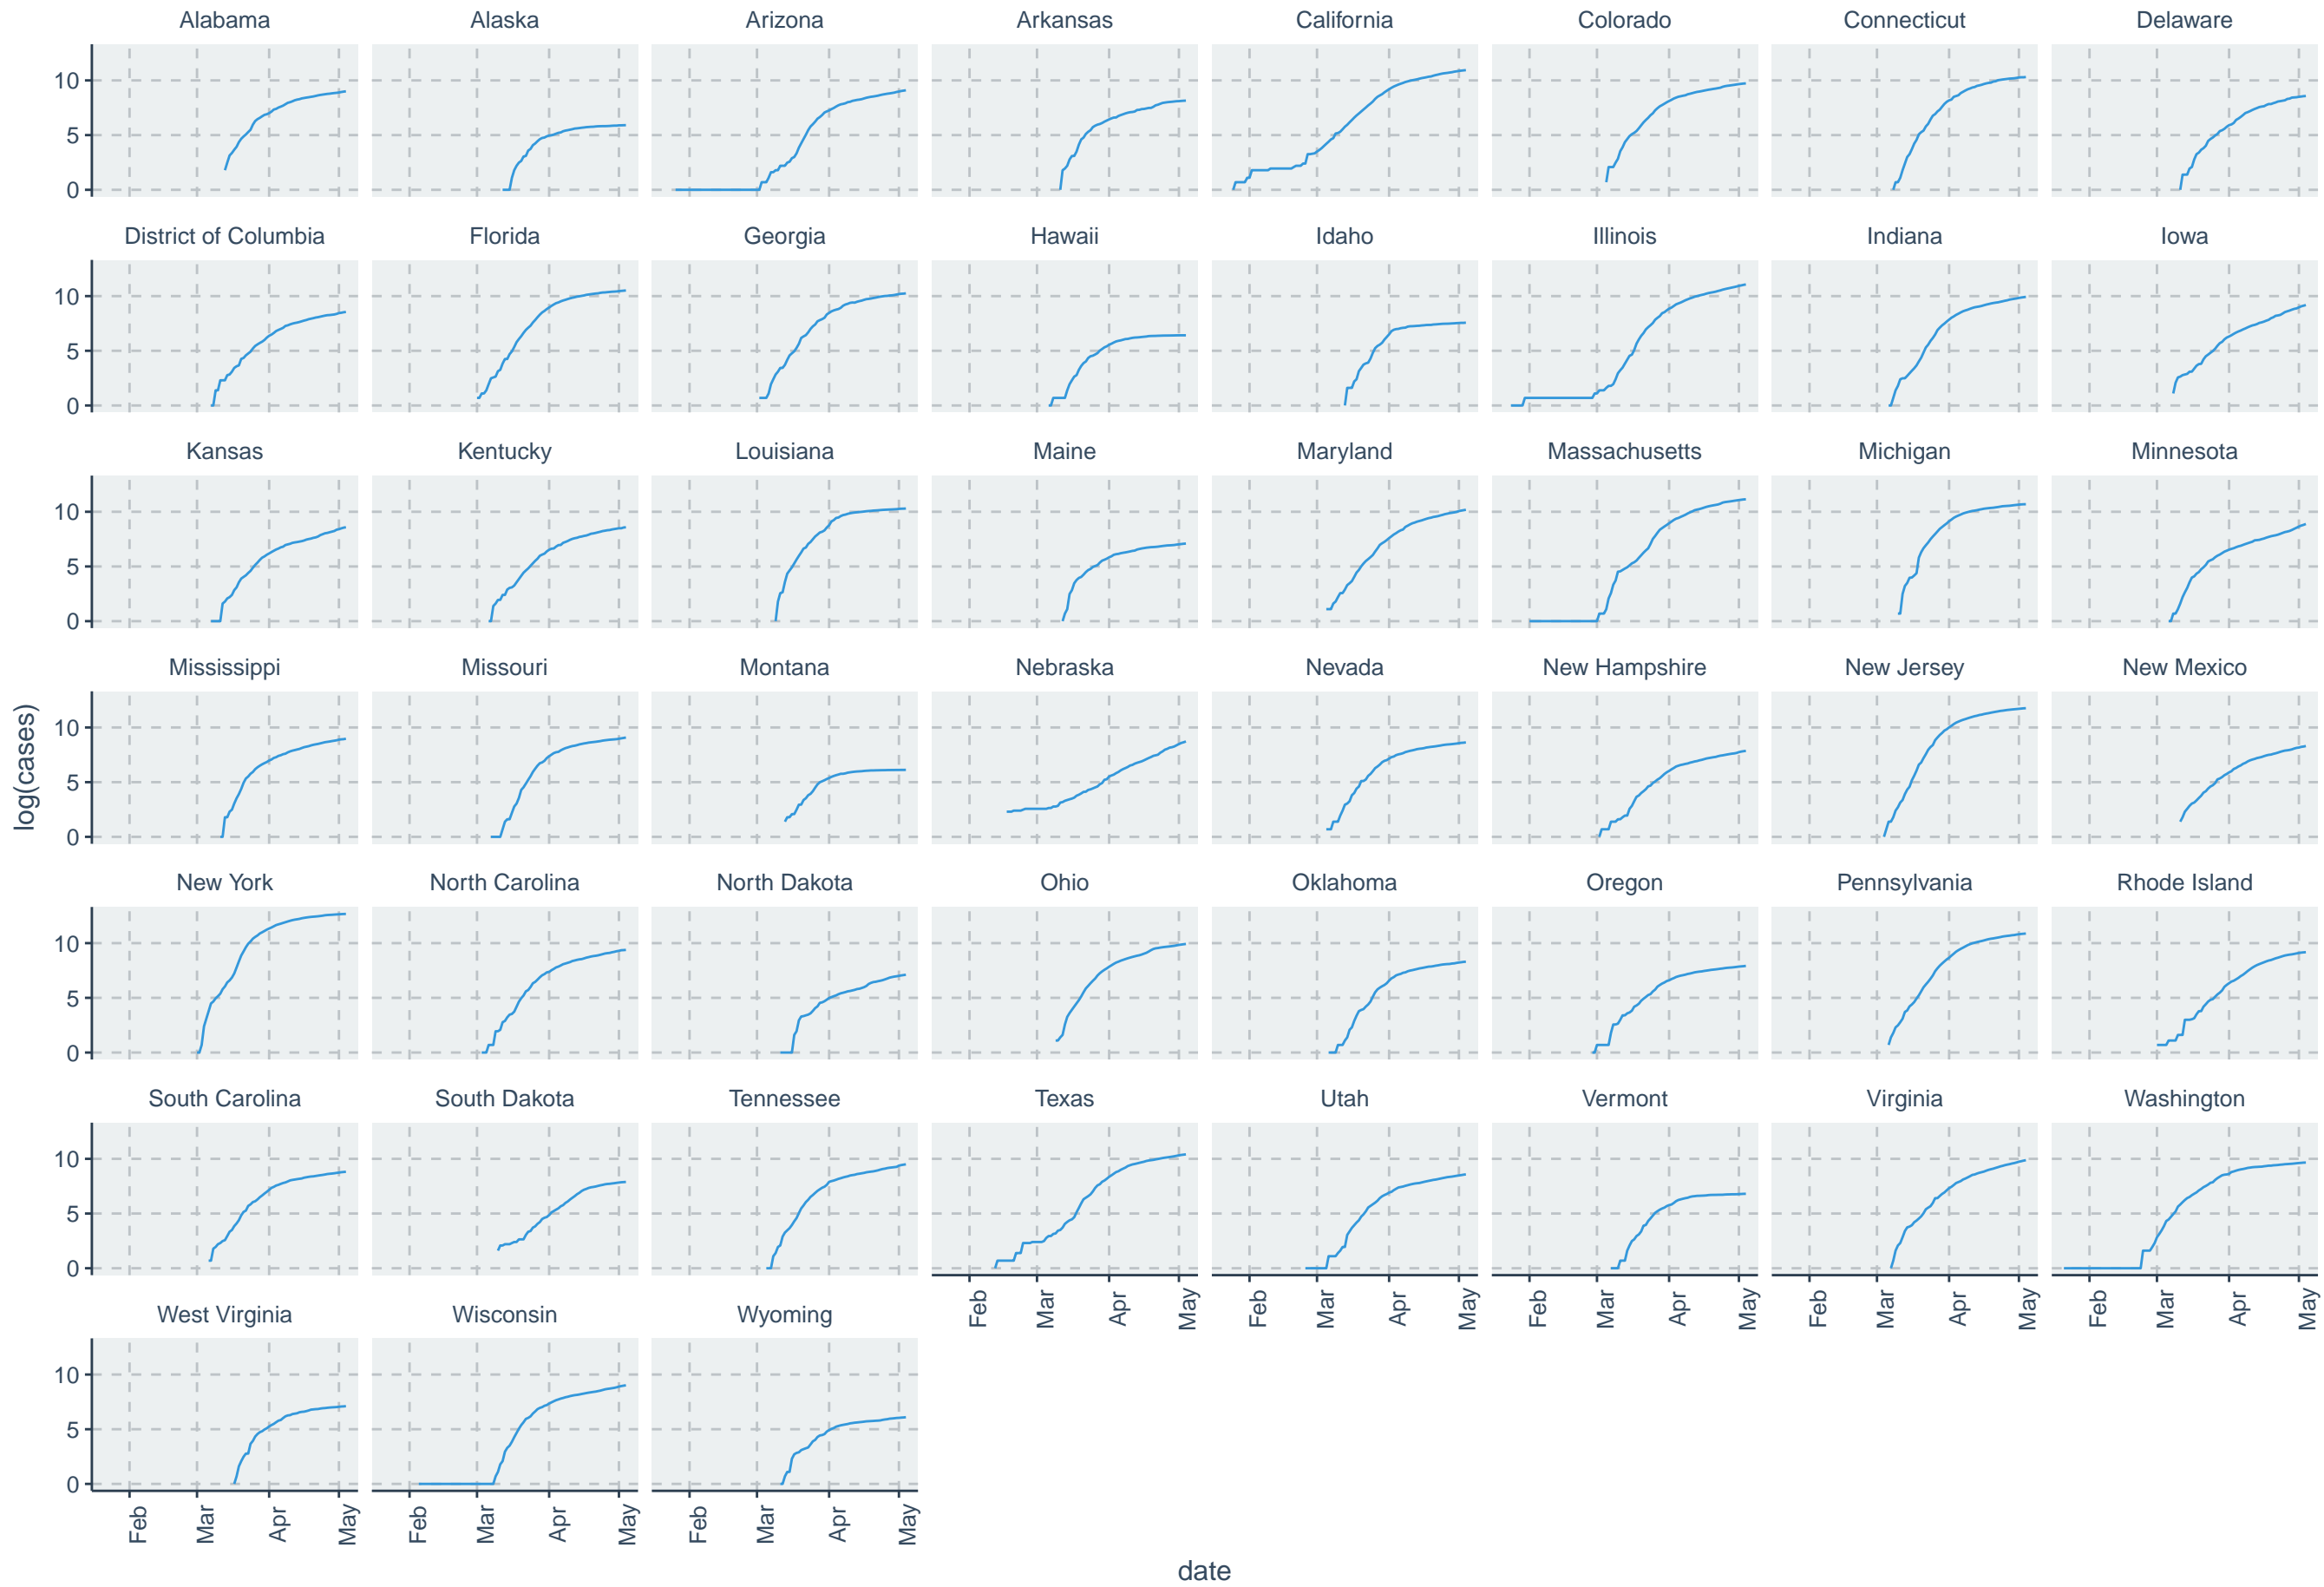 Alabama Alaska Arizona Arkansas California Colorado Connecticut Delaware
10
5
0
District of Columbia Florida Georgia Hawaii Idaho Illinois Indiana Iowa
10
5
0
Kansas Kentucky Louisiana Maine Maryland Massachusetts Michigan Minnesota
10
5
0
Mississippi Missouri Montana Nebraska Nevada New Hampshire New Jersey New Mexico
log(cases)
10
5
0
New York North Carolina North Dakota Ohio Oklahoma Oregon Pennsylvania Rhode Island
10
5
0
South Carolina South Dakota Tennessee Texas Utah Vermont Virginia Washington
10
5
0
Feb Mar Apr May Feb Mar Apr May Feb Mar Apr May Feb Mar Apr May Feb Mar Apr May
West Virginia Wisconsin Wyoming
10
5
0
Feb Mar Apr May Feb Mar Apr May Feb Mar Apr May
date